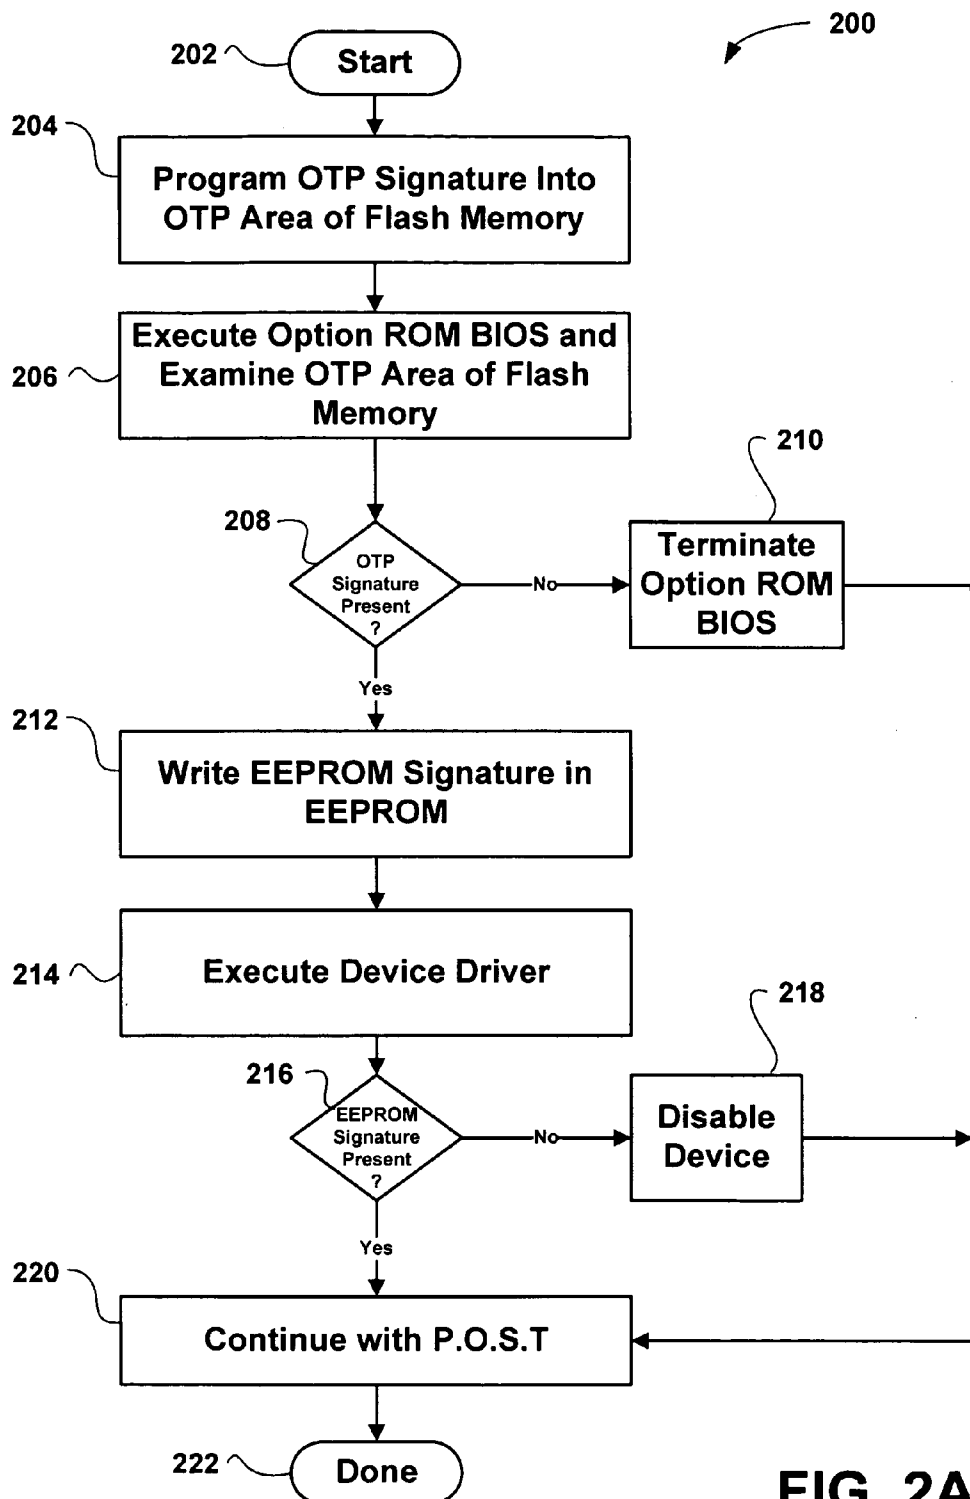 200
202
Start
204
Program OTP Signature Into
OTP Area of Flash Memory
206
Execute Option ROM BIOS and
Examine OTP Area of Flash
Memory
208
OTP
Signature
Present
?
No
210
Terminate
Option ROM
BIOS
Yes
212
Write EEPROM Signature in
EEPROM
214
Execute Device Driver
216
EEPROM
Signature
Present
?
No
218
Disable
Device
Yes
220
Continue with P.O.S.T
222
Done
FIG. 2A